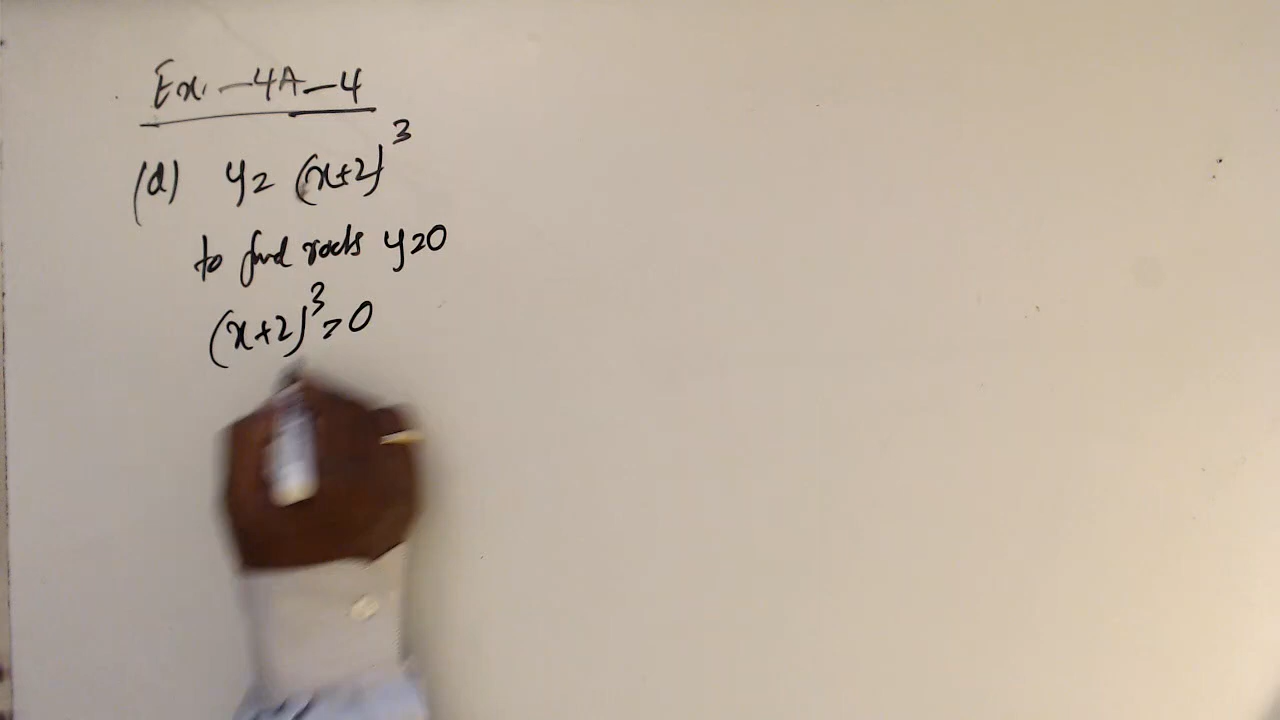 Ex. - 4A - 4
(d) y = (x+2)^3
to find roots y=0
(x+2)^3 = 0